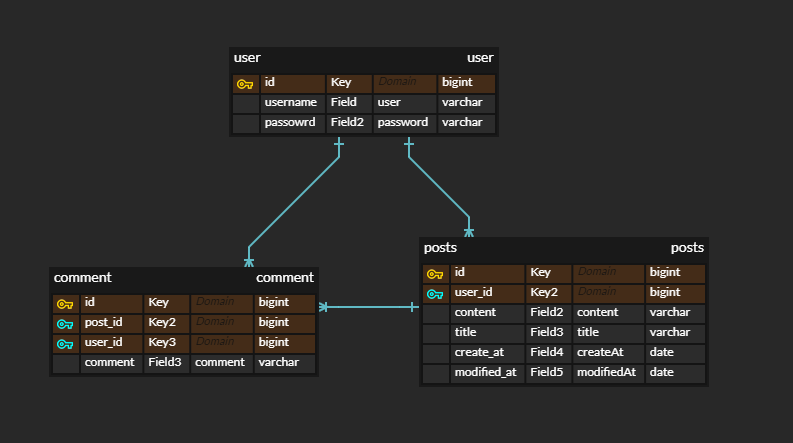 user user
id Key Domain bigint
username Field user varchar
passowrd Field2 password varchar
comment comment
id Key Domain bigint
post_id Key2 Domain bigint
user_id Key3 Domain bigint
comment Field3 comment varchar
posts posts
id Key Domain bigint
user_id Key2 Domain bigint
content Field2 content varchar
title Field3 title varchar
create_at Field4 createAt date
modified_at Field5 modifiedAt date